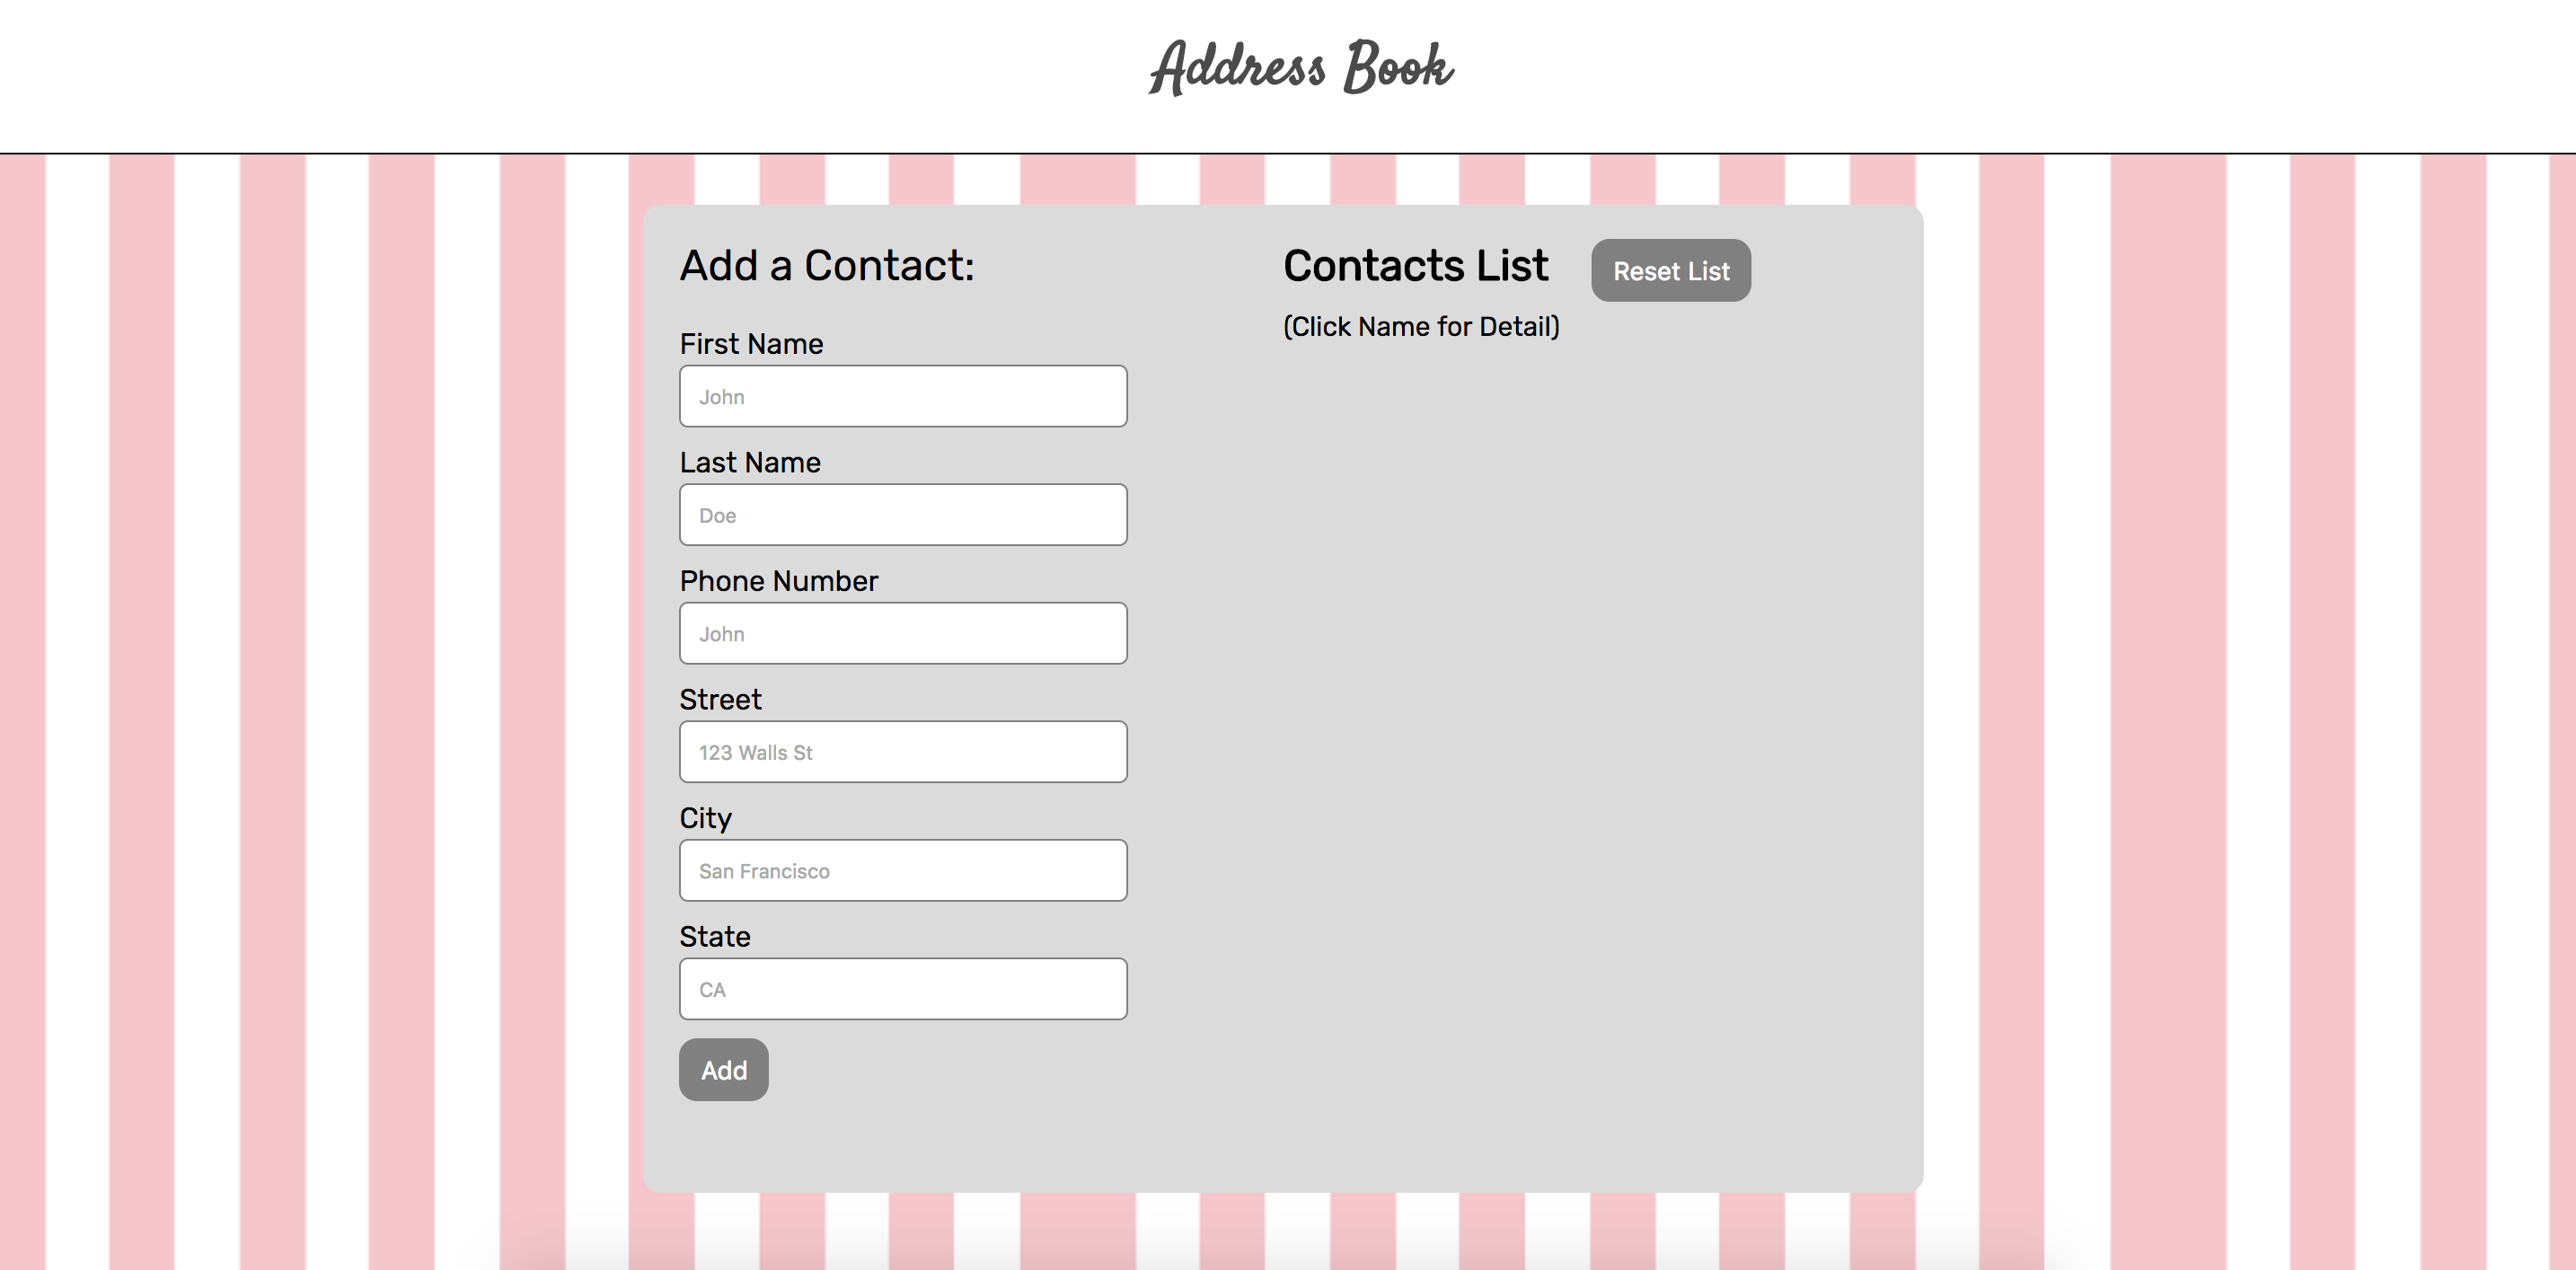 Address Book
Add a Contact:
First Name
John
Last Name
Doe
Phone Number
John
Street
123 Walls St
City
San Francisco
State
CA
Add
Contacts List
Reset List
(Click Name for Detail)